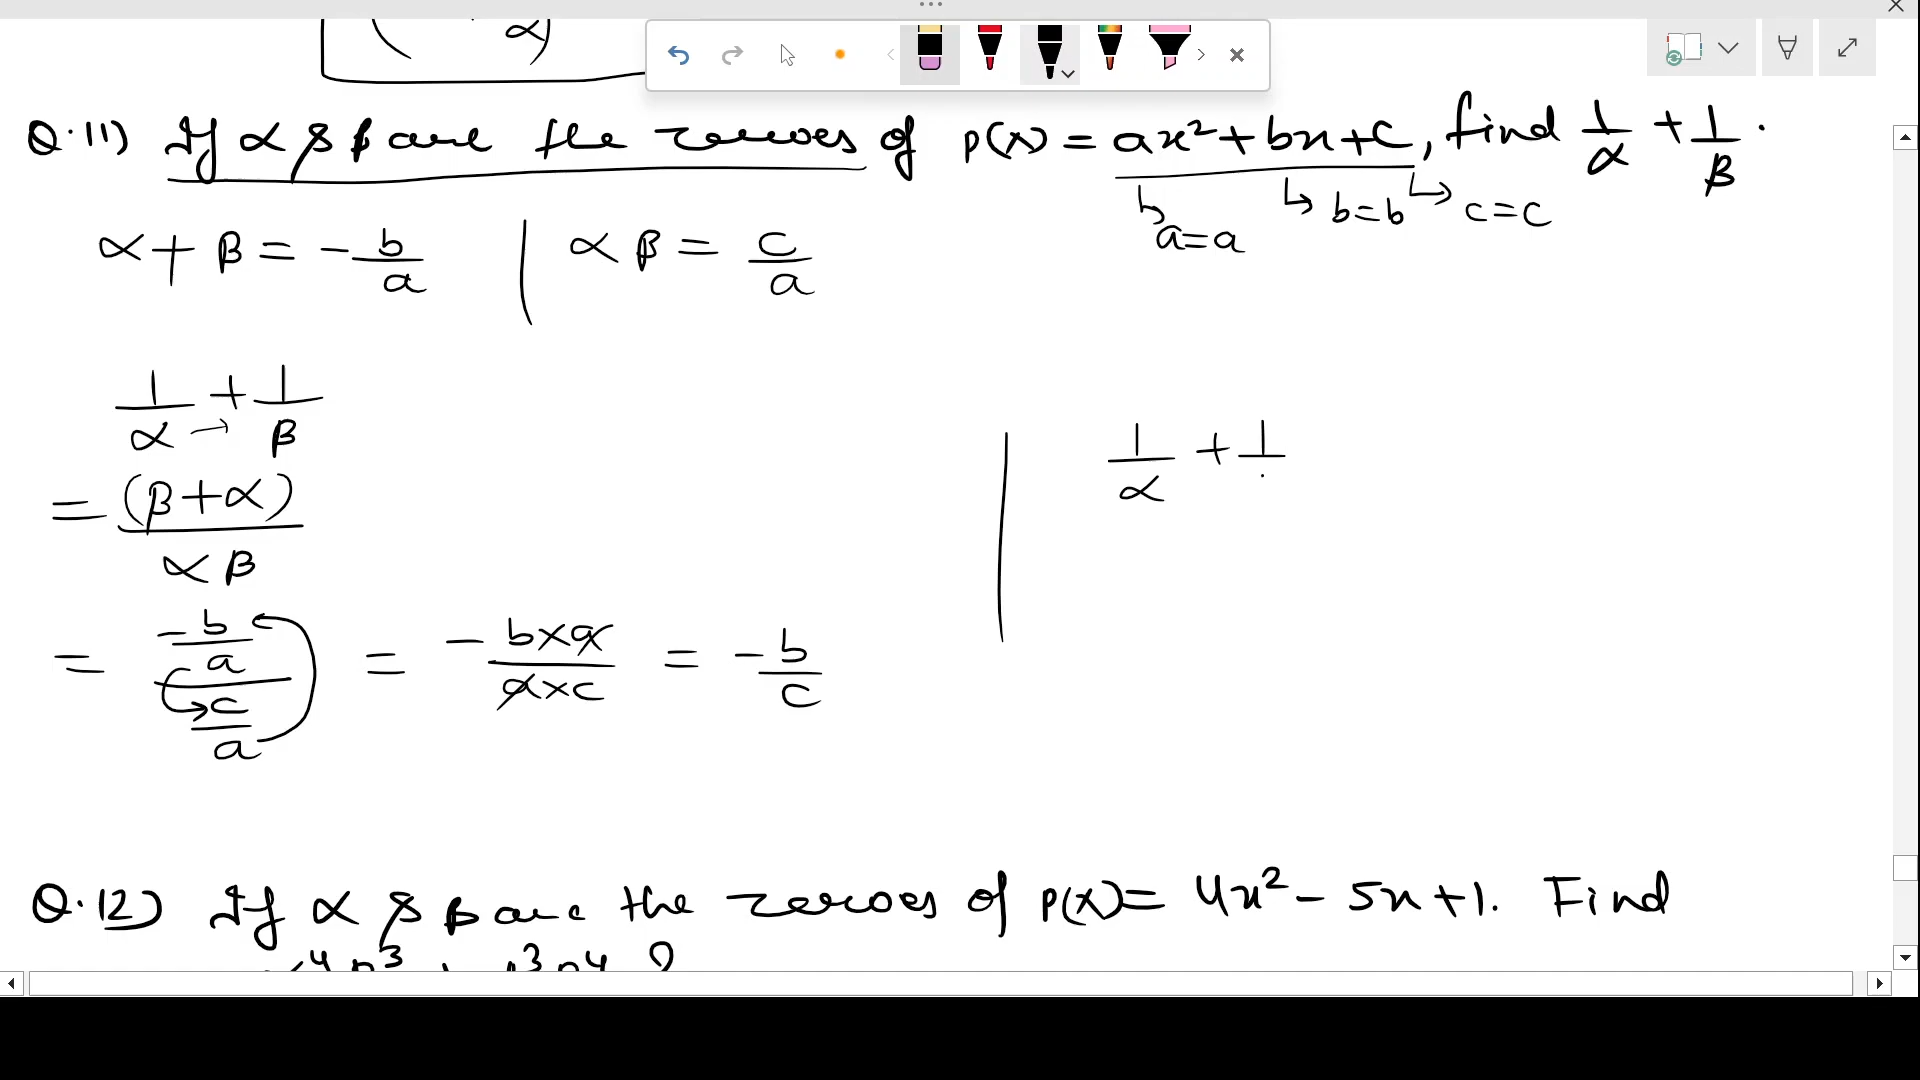 α)
Q.11) If α & β are the zeroes of p(x) = ax²+bx+c, find 1/α + 1/β.
a=a b=b c=c
α+β = -b/a | αβ = c/a
1/α + 1/β
= (β+α)/αβ
= (-b/a)/(c/a) = -b×a/a×c = -b/c
1/α + 1/
Q.12) If α & β are the zeroes of p(x) = 4x² - 5x+1. Find